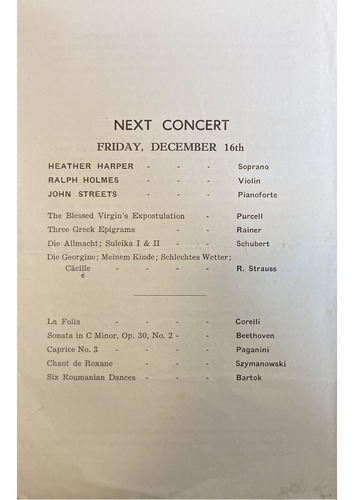 NEXT CONCERT
FRIDAY, DECEMBER 16th
HEATHER HARPER - - - Soprano
RALPH HOLMES - - - Violin
JOHN STREETS - - - Pianoforte
The Blessed Virgin's Expostulation - Purcell
Three Greek Epigrams - - Rainer
Die Allmacht; Suleika I & II - - Schubert
Die Georgine; Meinem Kinde; Schlechtes Wetter;
Cäcilie - - - - - R. Strauss
La Folia - - - - - Corelli
Sonata in C Minor, Op. 30, No. 2 - - Beethoven
Caprice No. 3 - - - - Paganini
Chant de Roxane - - - Szymanowski
Six Roumanian Dances - - - Bartok